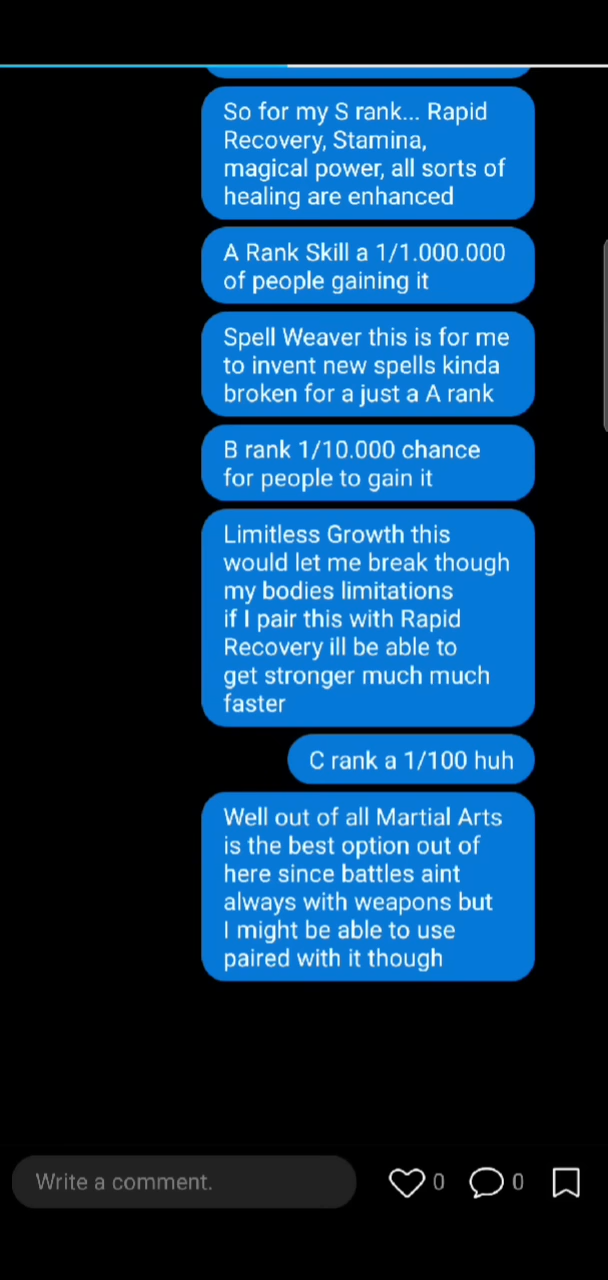 So for my S rank... Rapid
Recovery, Stamina,
magical power, all sorts of
healing are enhanced
A Rank Skill a 1/1.000.000
of people gaining it
Spell Weaver this is for me
to invent new spells kinda
broken for a just a A rank
B rank 1/10.000 chance
for people to gain it
Limitless Growth this
would let me break though
my bodies limitations
if I pair this with Rapid
Recovery ill be able to
get stronger much much
faster
C rank a 1/100 huh
Well out of all Martial Arts
is the best option out of
here since battles aint
always with weapons but
I might be able to use
paired with it though
Write a comment.
0
0